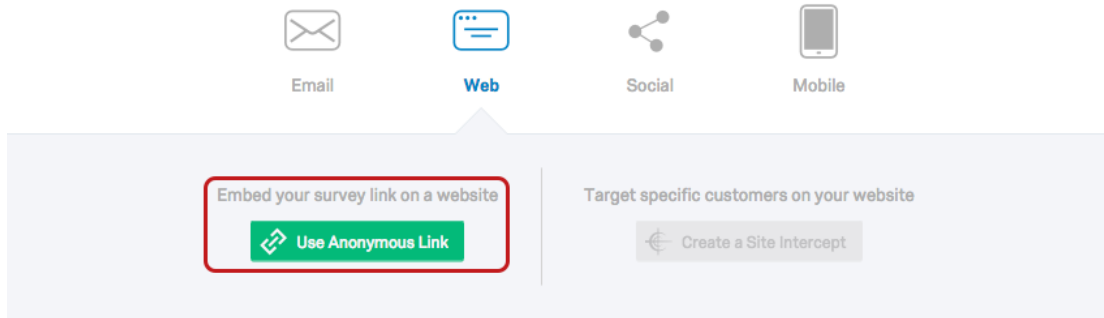 Email
Web
Social
Mobile
Embed your survey link on a website
Use Anonymous Link
Target specific customers on your website
Create a Site Intercept